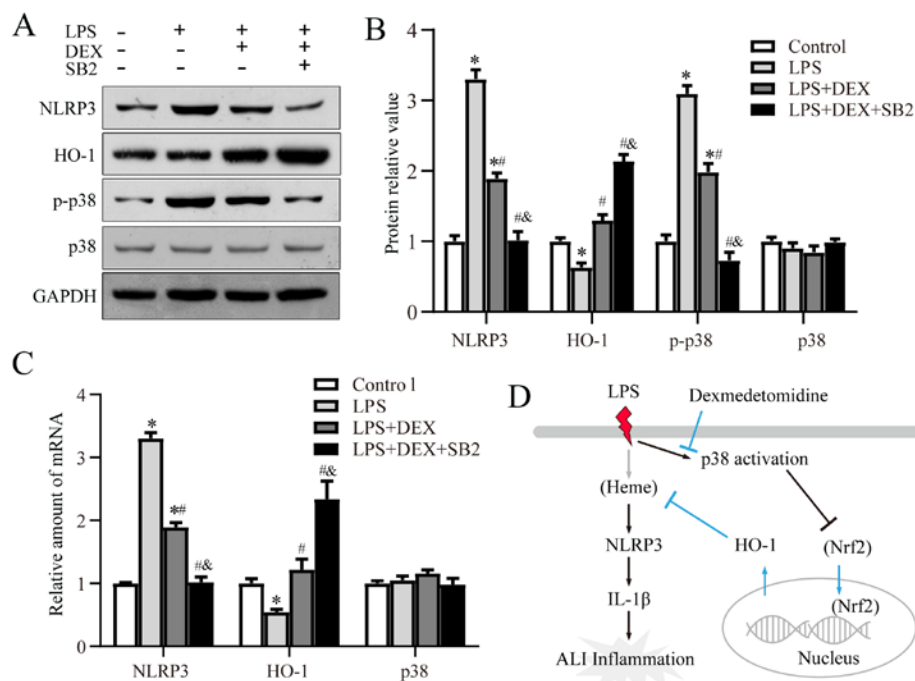 A
LPS - + + +
DEX - - + +
SB2 - - - +
NLRP3
HO-1
p-p38
p38
GAPDH
B
Protein relative value
4
3
2
1
0
Control
LPS
LPS+DEX
LPS+DEX+SB2
*
*#
#&
*
#
#&
*
*#
#&
NLRP3 HO-1 p-p38 p38
C
Relative amount of mRNA
4
3
2
1
0
Contro l
LPS
LPS+DEX
LPS+DEX+SB2
*
*#
#&
*
#
#&
NLRP3 HO-1 p38
D
LPS
Dexmedetomidine
p38 activation
(Heme)
NLRP3
HO-1
(Nrf2)
IL-1β
(Nrf2)
Nucleus
ALI Inflammation